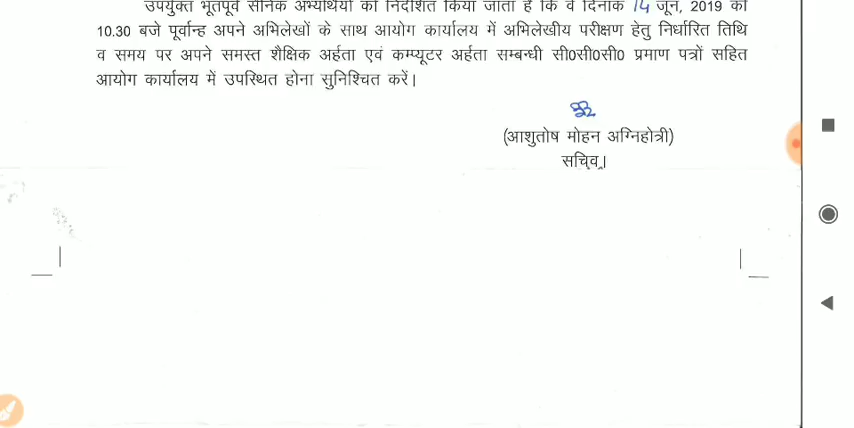 उपर्युक्त भूतपूर्व सैनिक अभ्यर्थियों को निर्देशित किया जाता है कि वे दिनांक 14 जून, 2019 को
10.30 बजे पूर्वान्ह अपने अभिलेखों के साथ आयोग कार्यालय में अभिलेखीय परीक्षण हेतु निर्धारित तिथि
व समय पर अपने समस्त शैक्षिक अर्हता एवं कम्प्यूटर अर्हता सम्बन्धी सी0सी0सी0 प्रमाण पत्रों सहित
आयोग कार्यालय में उपस्थित होना सुनिश्चित करें।
(आशुतोष मोहन अग्निहोत्री)
सचिव।